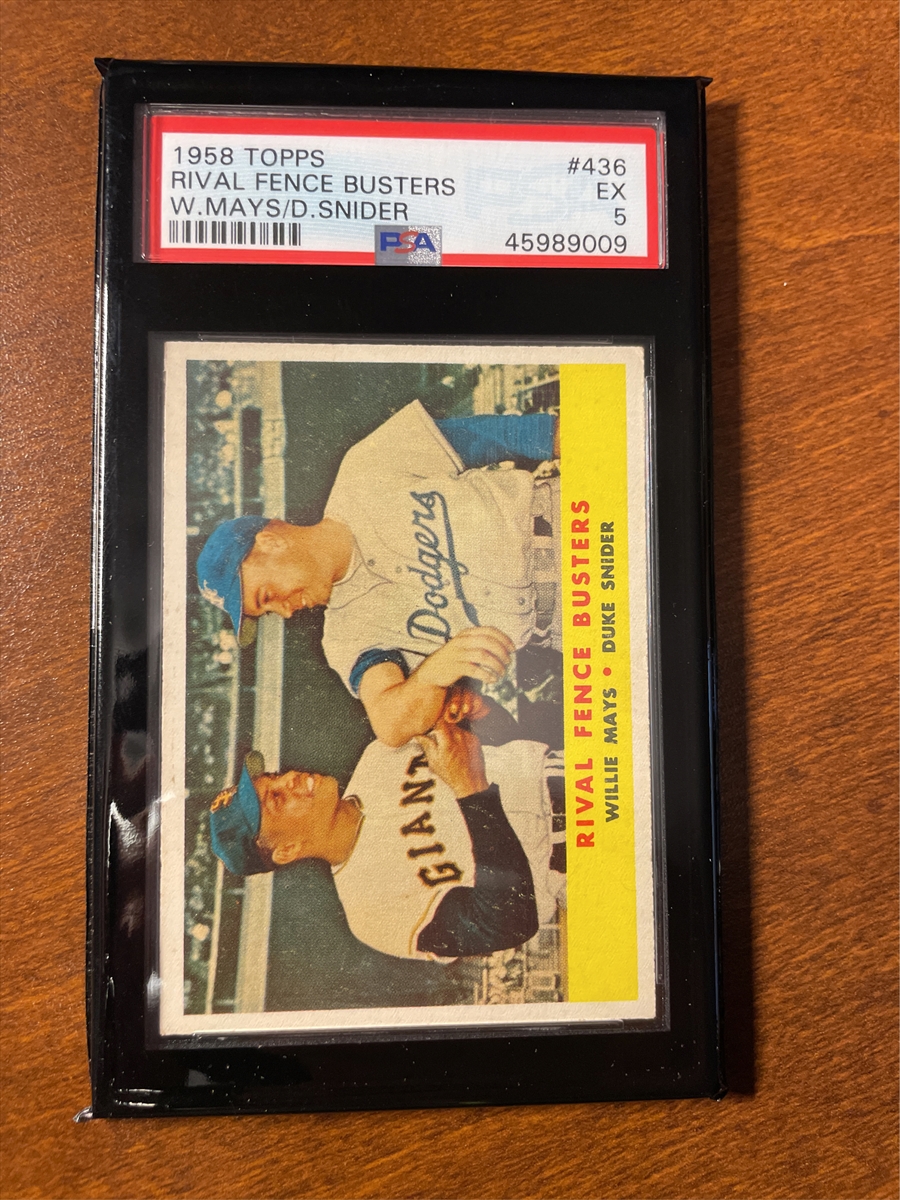 1958 TOPPS #436
RIVAL FENCE BUSTERS EX
W.MAYS/D.SNIDER 5
PSA 45989009
Dodgers
GIANT
RIVAL FENCE BUSTERS
WILLIE MAYS • DUKE SNIDER